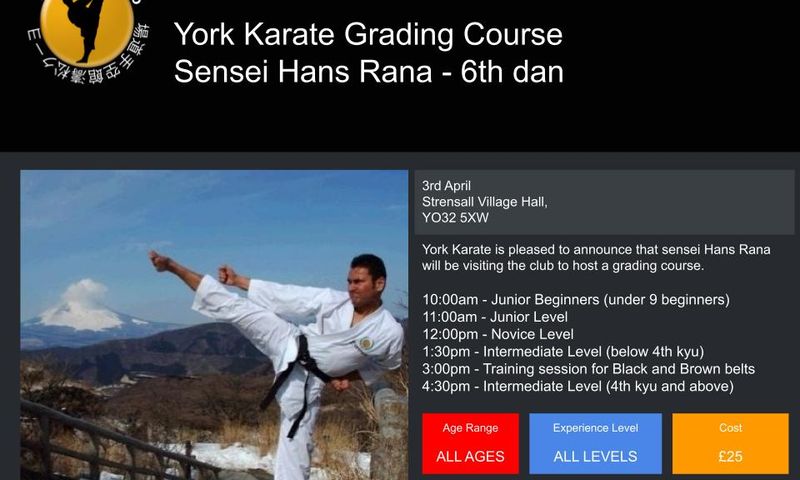 York Karate Grading Course
Sensei Hans Rana - 6th dan
3rd April
Strensall Village Hall,
YO32 5XW
York Karate is pleased to announce that sensei Hans Rana
will be visiting the club to host a grading course.
10:00am - Junior Beginners (under 9 beginners)
11:00am - Junior Level
12:00pm - Novice Level
1:30pm - Intermediate Level (below 4th kyu)
3:00pm - Training session for Black and Brown belts
4:30pm - Intermediate Level (4th kyu and above)
Age Range
ALL AGES
Experience Level
ALL LEVELS
Cost
£25